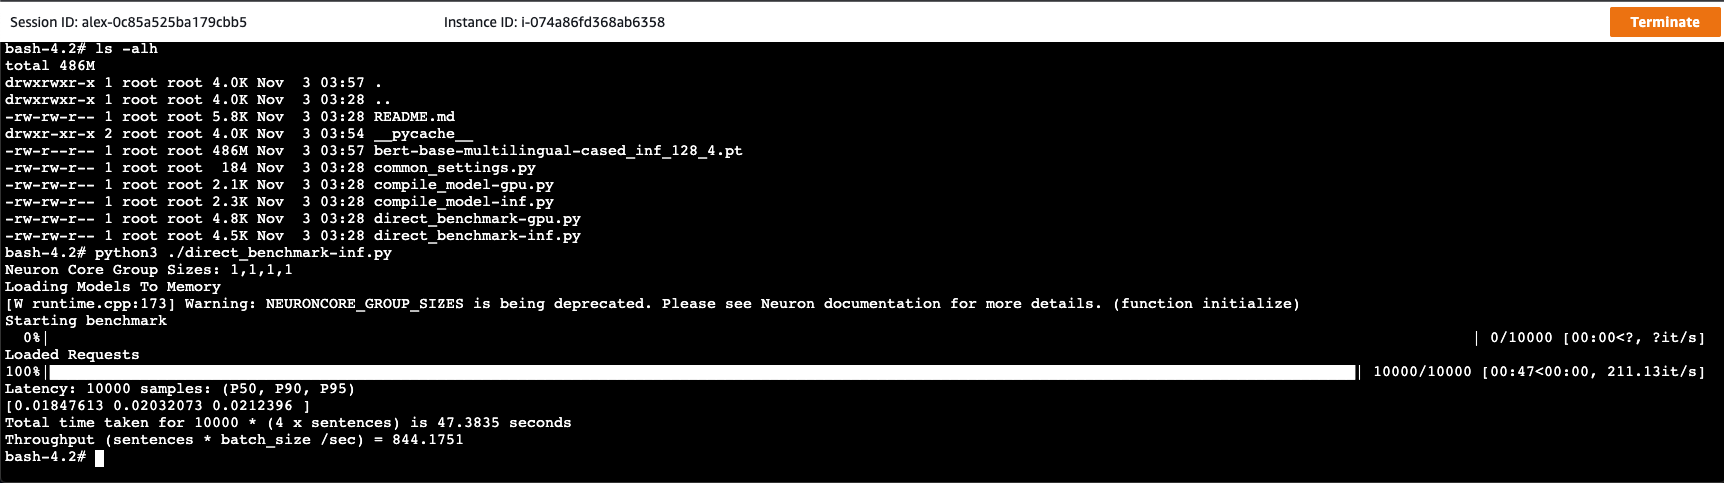 Session ID: alex-0c85a525ba179cbb5 Instance ID: i-074a86fd368ab6358 Terminate
bash-4.2# ls -alh
total 486M
drwxrwxr-x 1 root root 4.0K Nov  3 03:57 .
drwxrwxr-x 1 root root 4.0K Nov  3 03:28 ..
-rw-rw-r-- 1 root root 5.8K Nov  3 03:28 README.md
drwxr-xr-x 2 root root 4.0K Nov  3 03:54 __pycache__
-rw-r--r-- 1 root root 486M Nov  3 03:57 bert-base-multilingual-cased_inf_128_4.pt
-rw-rw-r-- 1 root root  184 Nov  3 03:28 common_settings.py
-rw-rw-r-- 1 root root 2.1K Nov  3 03:28 compile_model-gpu.py
-rw-rw-r-- 1 root root 2.3K Nov  3 03:28 compile_model-inf.py
-rw-rw-r-- 1 root root 4.8K Nov  3 03:28 direct_benchmark-gpu.py
-rw-rw-r-- 1 root root 4.5K Nov  3 03:28 direct_benchmark-inf.py
bash-4.2# python3 ./direct_benchmark-inf.py
Neuron Core Group Sizes: 1,1,1,1
Loading Models To Memory
[W runtime.cpp:173] Warning: NEURONCORE_GROUP_SIZES is being deprecated. Please see Neuron documentation for more details. (function initialize)
Starting benchmark
  0%| | 0/10000 [00:00<?, ?it/s]
Loaded Requests
100%| | 10000/10000 [00:47<00:00, 211.13it/s]
Latency: 10000 samples: (P50, P90, P95)
[0.01847613 0.02032073 0.0212396 ]
Total time taken for 10000 * (4 x sentences) is 47.3835 seconds
Throughput (sentences * batch_size /sec) = 844.1751
bash-4.2#